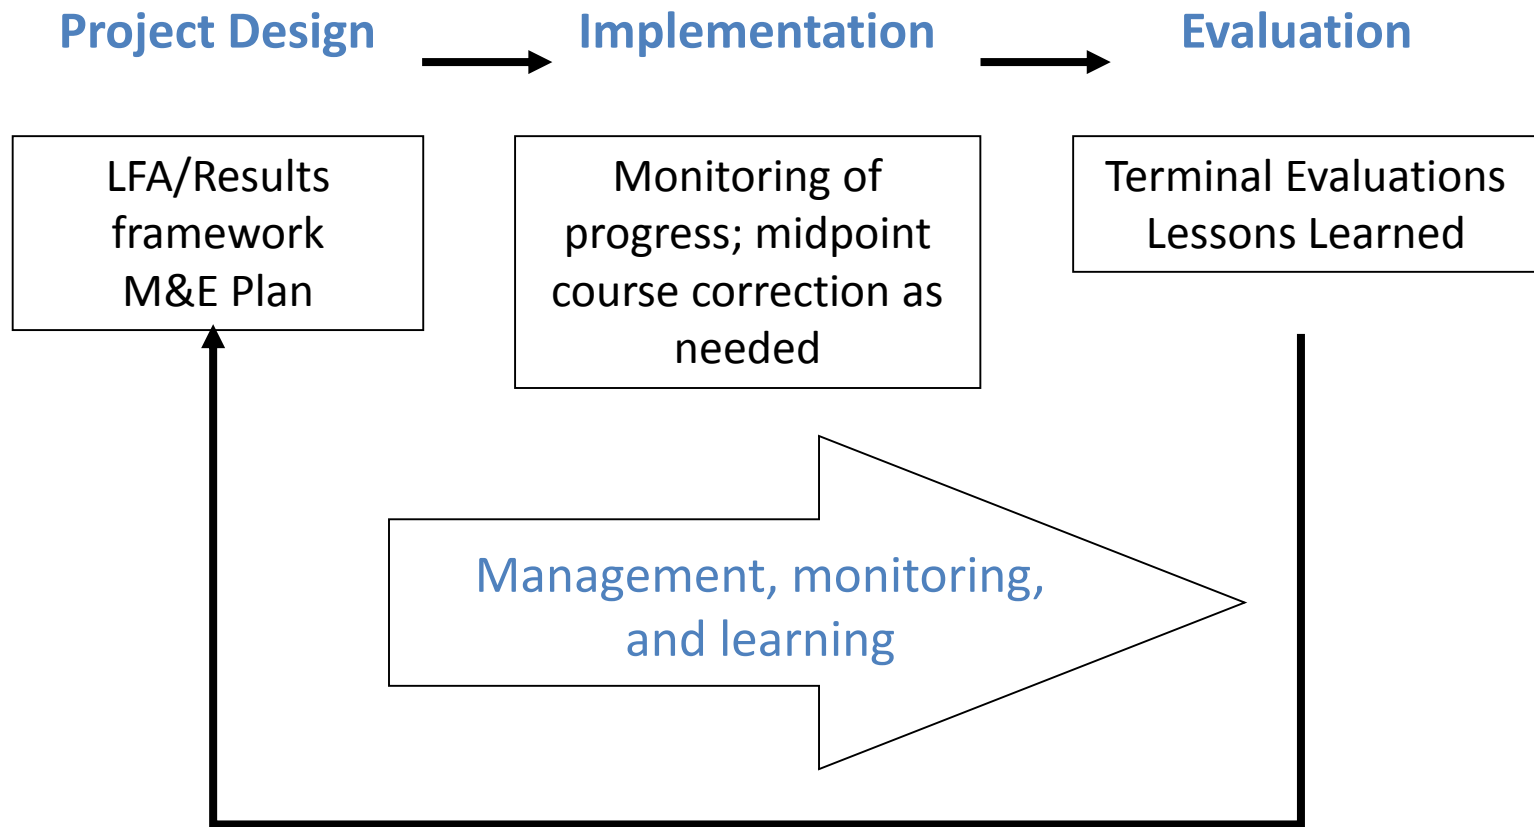 Project Design
Implementation
Evaluation
LFA/Results
framework
M&E Plan
Monitoring of
progress; midpoint
course correction as
needed
Terminal Evaluations
Lessons Learned
Management, monitoring,
and learning